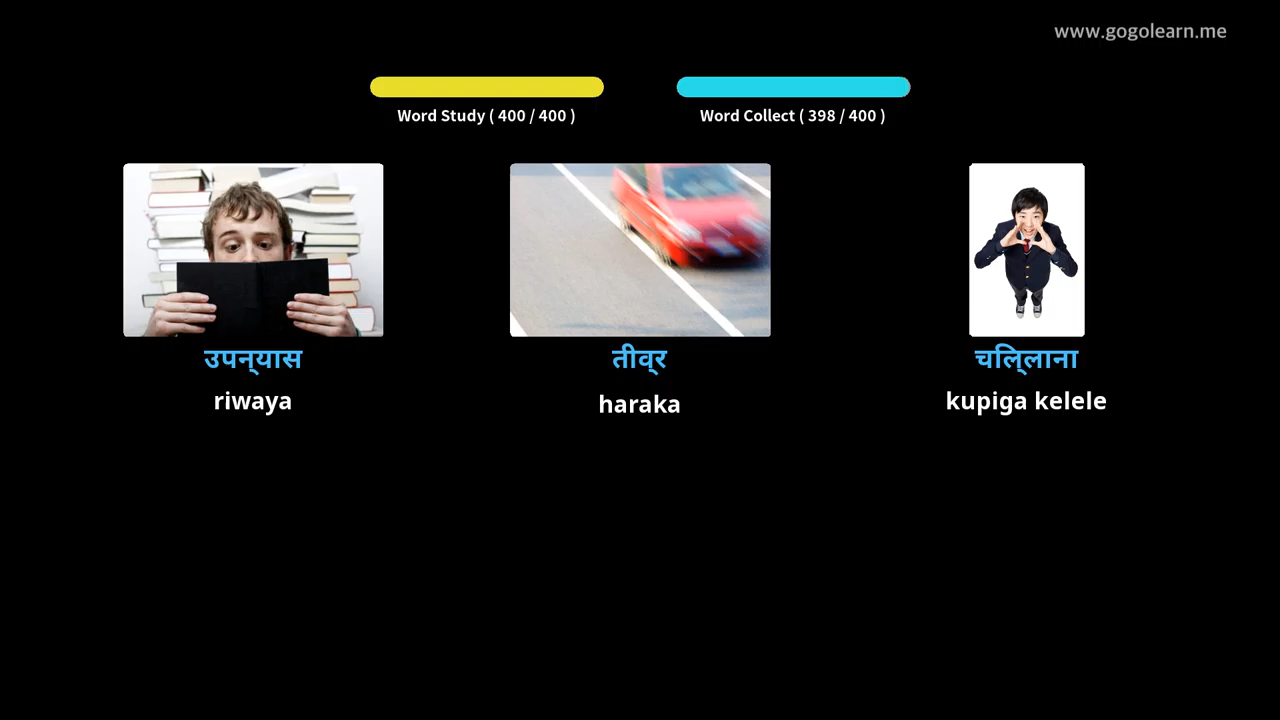 www.gogolearn.me
Word Study ( 400 / 400 )
Word Collect ( 398 / 400 )
उपन्यास
riwaya
तीव्र
haraka
चिल्लाना
kupiga kelele